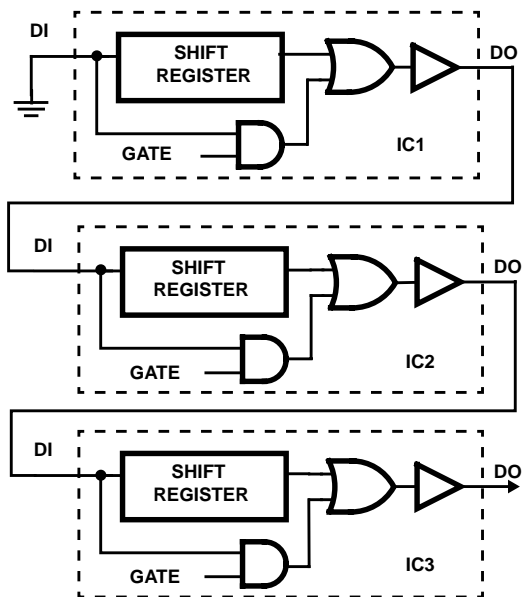 DI
SHIFT
REGISTER
DO
GATE
IC1
DI
SHIFT
REGISTER
DO
GATE
IC2
DI
SHIFT
REGISTER
DO
GATE
IC3